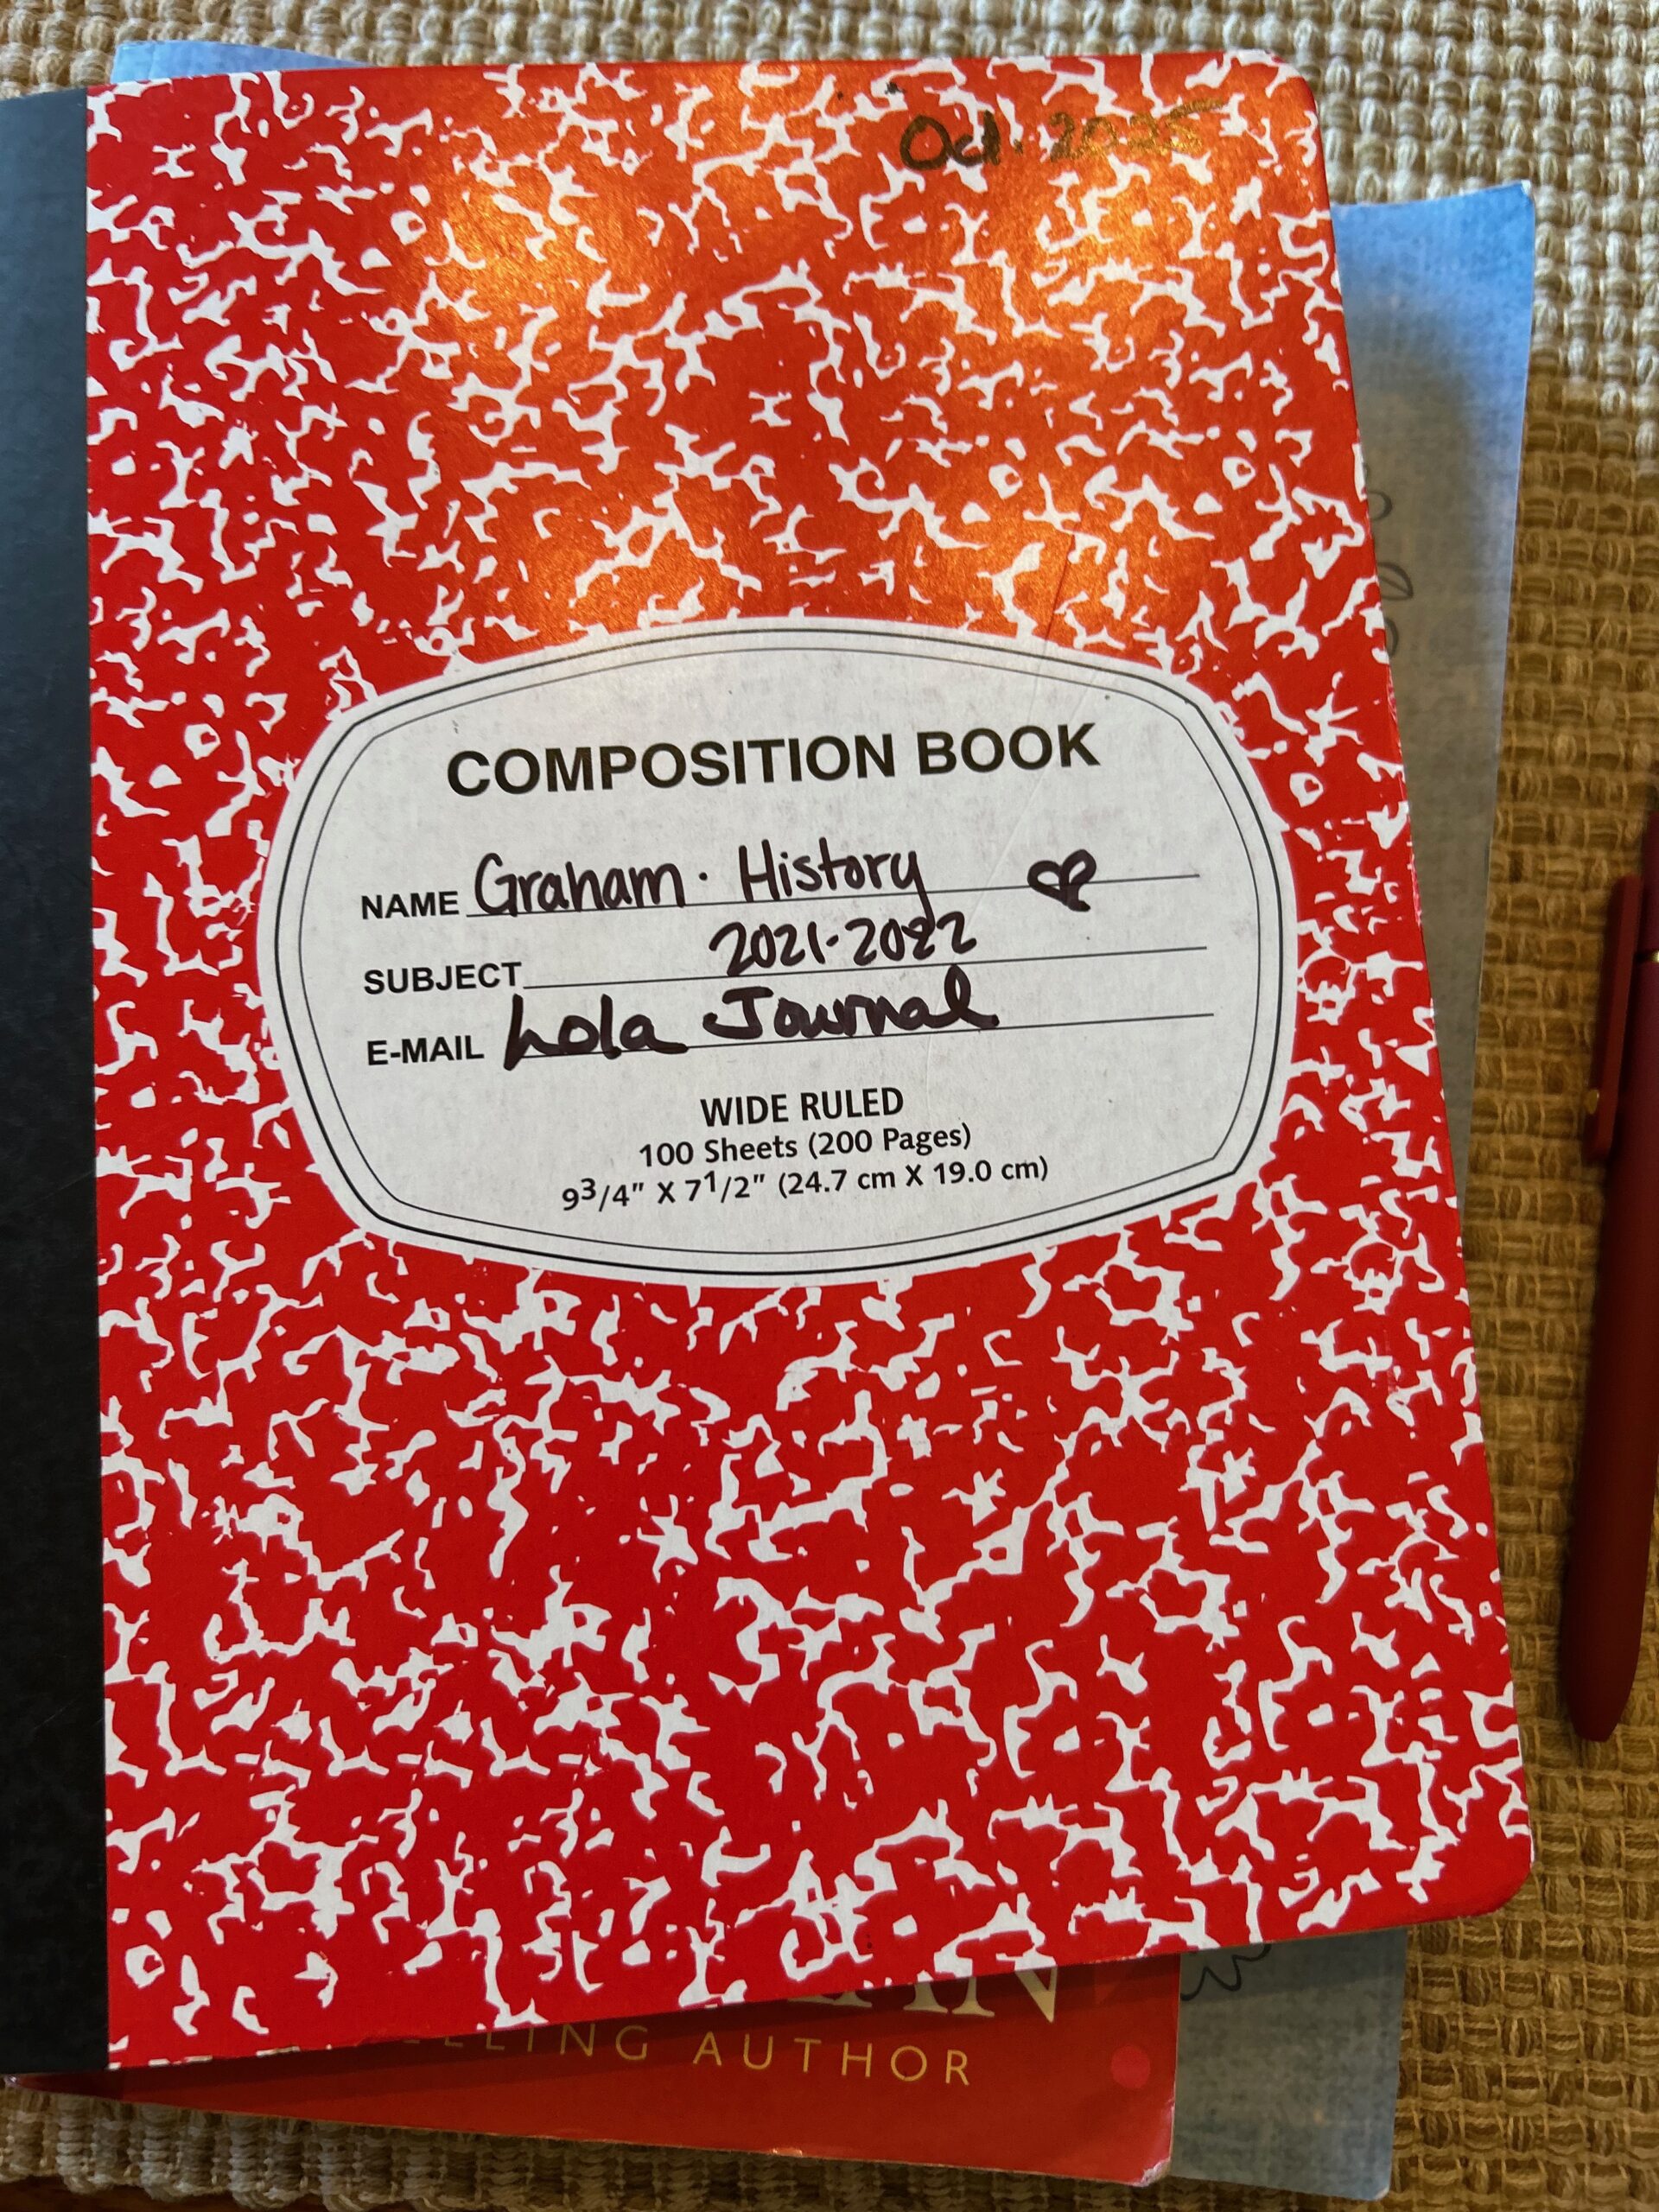 Oct. 2025
COMPOSITION BOOK
NAME Graham · History
2021-2022
SUBJECT
E-MAIL Lola Journal
WIDE RULED
100 Sheets (200 Pages)
9 3/4" X 7 1/2" (24.7 cm X 19.0 cm)
AUTHOR